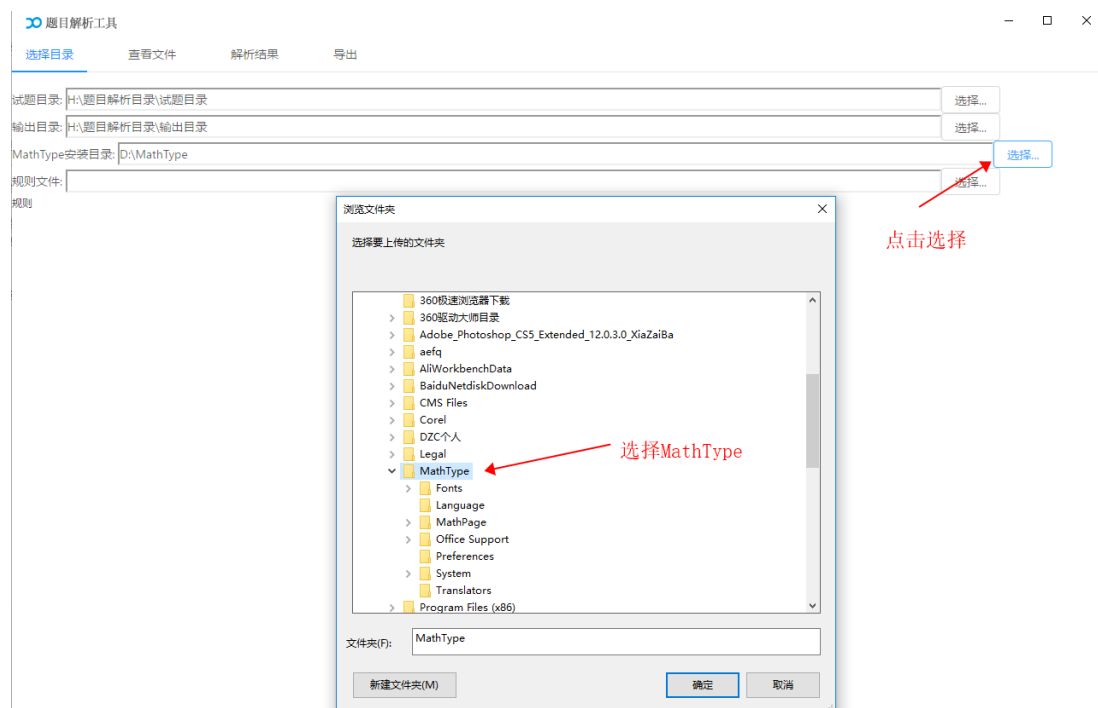 题目解析工具
选择目录 查看文件 解析结果 导出
试题目录: H:\题目解析目录\试题目录 选择...
输出目录: H:\题目解析目录\输出目录 选择...
MathType安装目录: D:\MathType 选择...
规则文件: 选择...
规则
点击选择
浏览文件夹
选择要上传的文件夹
360极速浏览器下载
360驱动大师目录
Adobe_Photoshop_CS5_Extended_12.0.3.0_XiaZaiBa
aefq
AliWorkbenchData
BaiduNetdiskDownload
CMS Files
Corel
DZC个人
Legal
MathType
选择MathType
Fonts
Language
MathPage
Office Support
Preferences
System
Translators
Program Files (x86)
文件夹(F): MathType
新建文件夹(M) 确定 取消